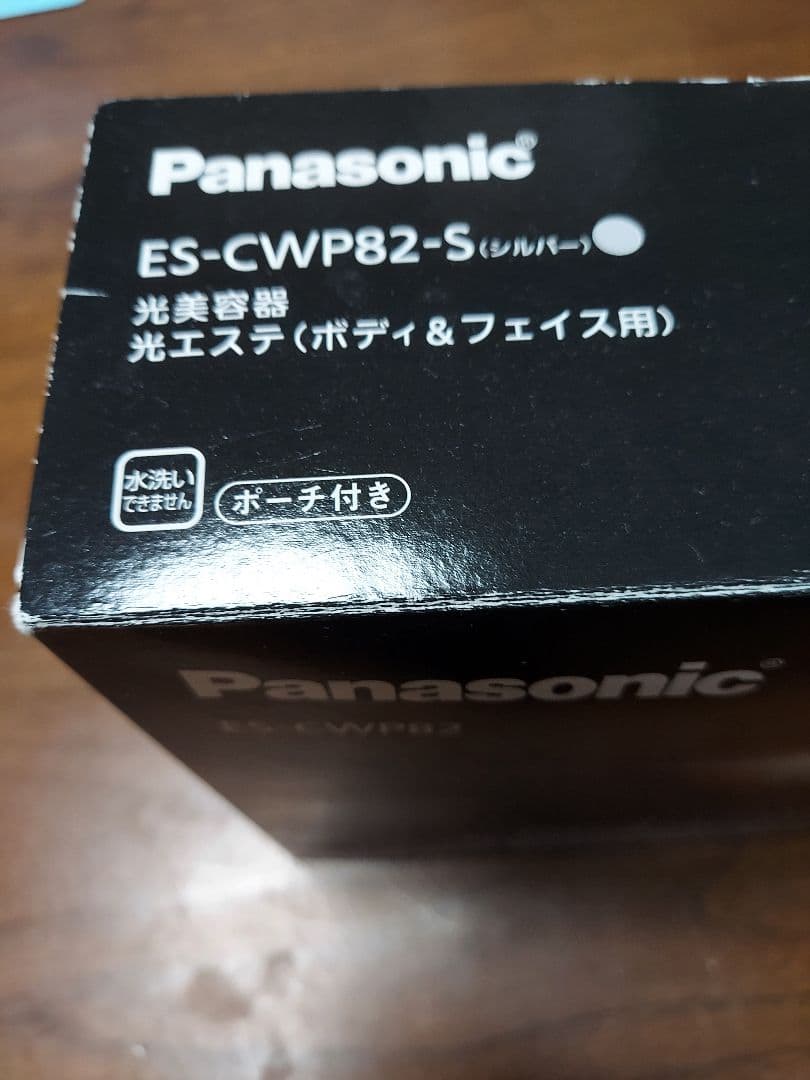 Panasonic®
ES-CWP82-S(シルバー)
光美容器
光エステ(ボディ&フェイス用)
水洗い
できません
ポーチ付き
Panasonic®
ES-CWP82